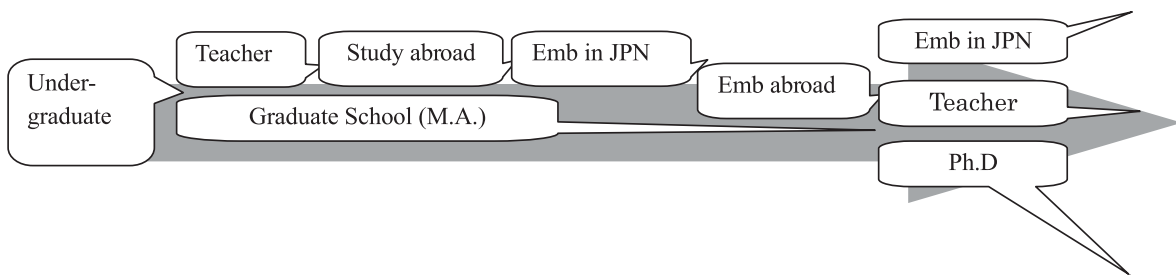 Under-
graduate
Teacher
Study abroad
Emb in JPN
Graduate School (M.A.)
Emb abroad
Emb in JPN
Teacher
Ph.D